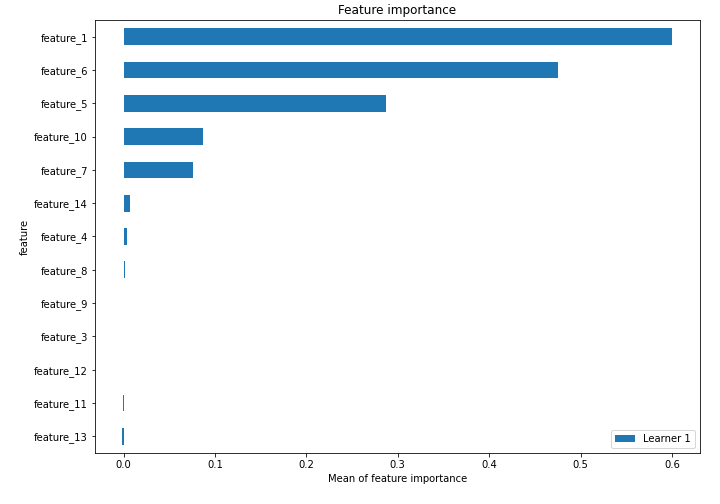 Feature importance
feature_1
feature_6
feature_5
feature_10
feature_7
feature_14
feature_4
feature_8
feature_9
feature_3
feature_12
feature_11
feature_13
feature
Learner 1
0.0 0.1 0.2 0.3 0.4 0.5 0.6
Mean of feature importance